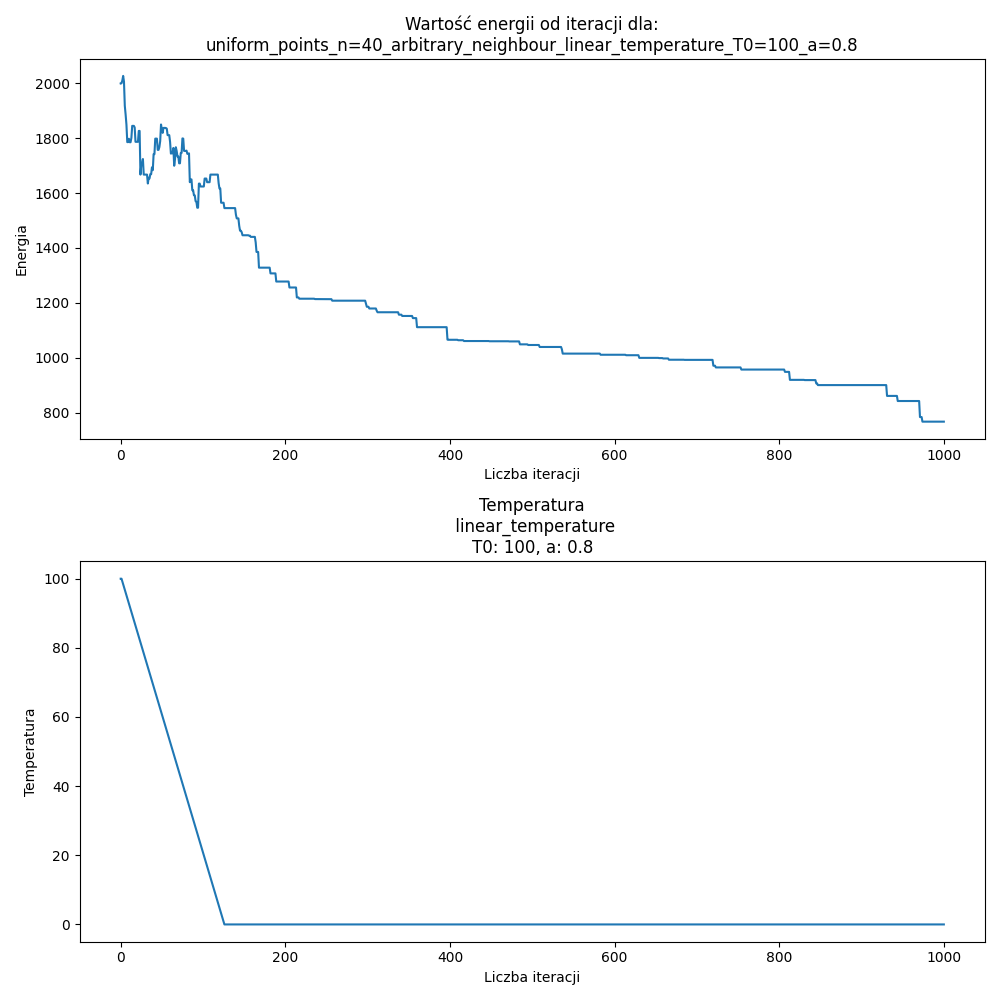 Wartość energii od iteracji dla:
uniform_points_n=40_arbitrary_neighbour_linear_temperature_T0=100_a=0.8
2000
1800
1600
1400
1200
1000
800
Energia
0 200 400 600 800 1000
Liczba iteracji
Temperatura
linear_temperature
T0: 100, a: 0.8
100
80
60
40
20
0
Temperatura
0 200 400 600 800 1000
Liczba iteracji